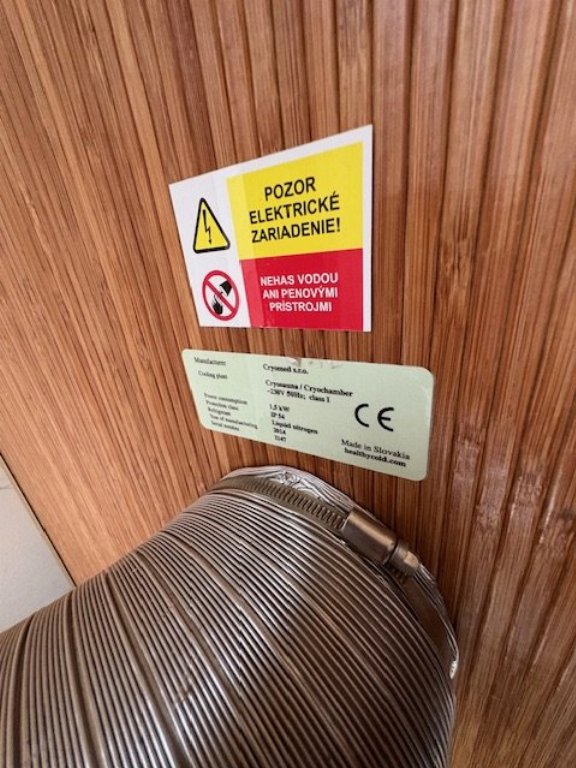 POZOR
ELEKTRICKÉ
ZARIADENIE!
NEHAS VODOU
ANI PENOVÝMI
PRÍSTROJMI
Manufacturer Cryomed s.r.o.
Cooling plant
Cryosauna / Cryochamber
~230V 50Hz; class I
Power consumption 1,5 kW
Protection class IP 54
Refrigerant Liquid nitrogen
Year of manufacturing 2014
Serial number
CE
Made in Slovakia
healthycold.com